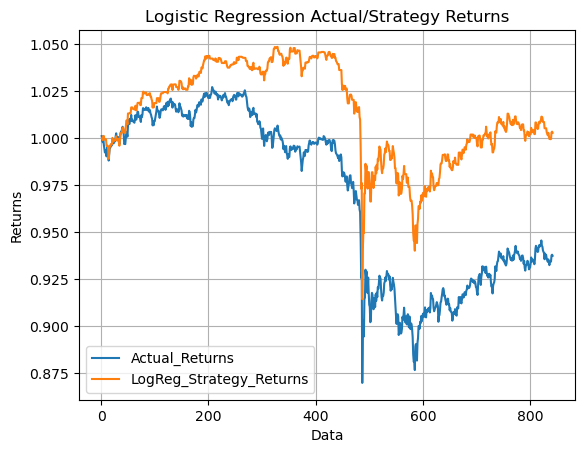 Logistic Regression Actual/Strategy Returns
1.050
1.025
1.000
0.975
0.950
0.925
0.900
0.875
Returns
Actual_Returns
LogReg_Strategy_Returns
0 200 400 600 800
Data